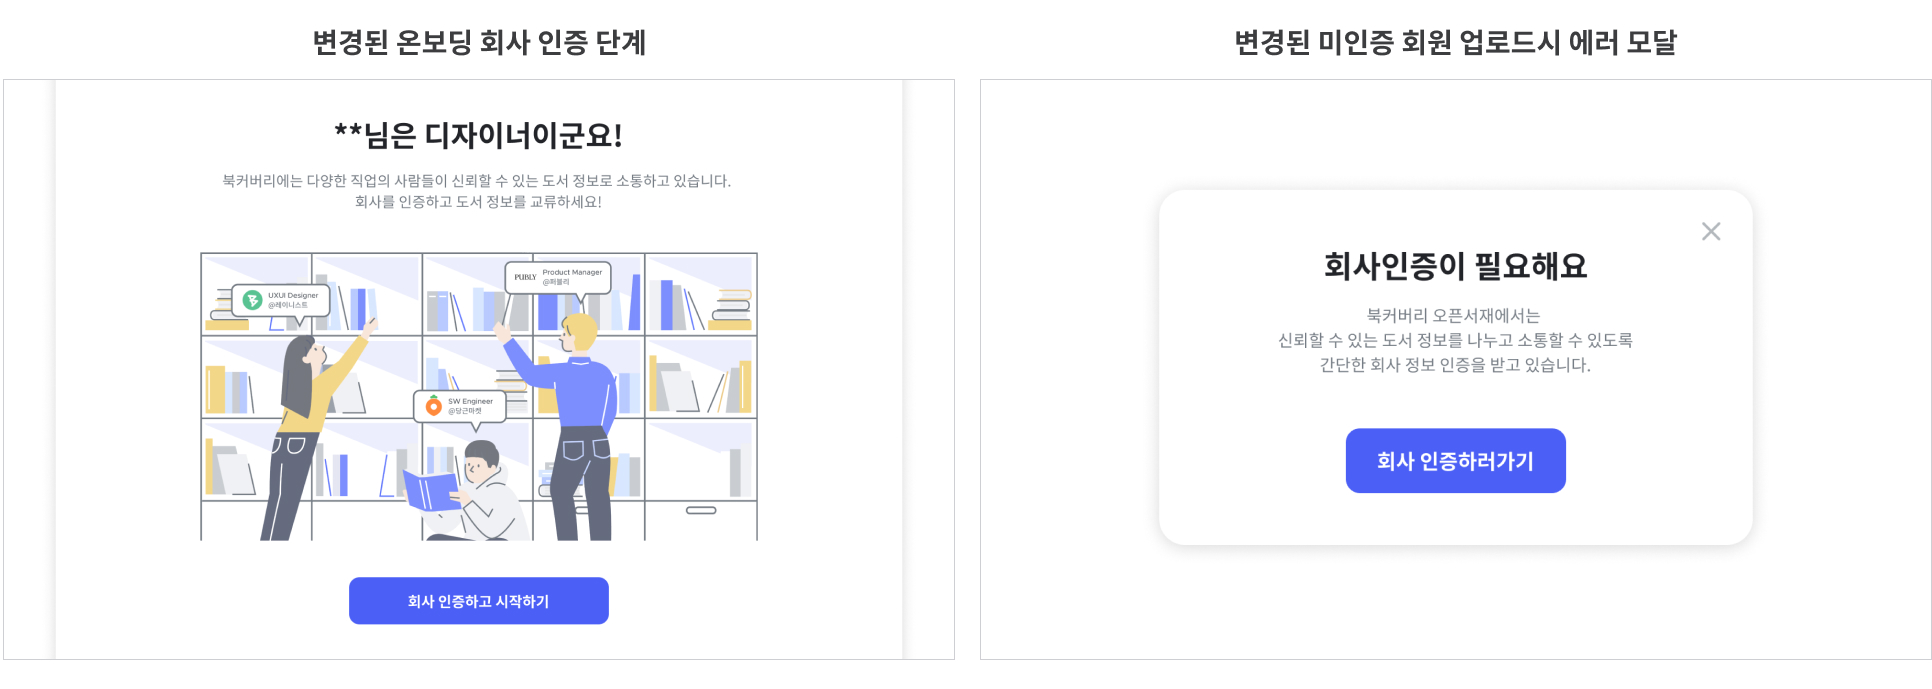 변경된 온보딩 회사 인증 단계
**님은 디자이너이군요!
북커버리에는 다양한 직업의 사람들이 신뢰할 수 있는 도서 정보로 소통하고 있습니다.
회사를 인증하고 도서 정보를 교류하세요!
UXUI Designer
@레이니스트
PUBLY
Product Manager
@퍼블리
SW Engineer
@당근마켓
회사 인증하고 시작하기
변경된 미인증 회원 업로드시 에러 모달
회사인증이 필요해요
북커버리 오픈서재에서는
신뢰할 수 있는 도서 정보를 나누고 소통할 수 있도록
간단한 회사 정보 인증을 받고 있습니다.
회사 인증하러가기